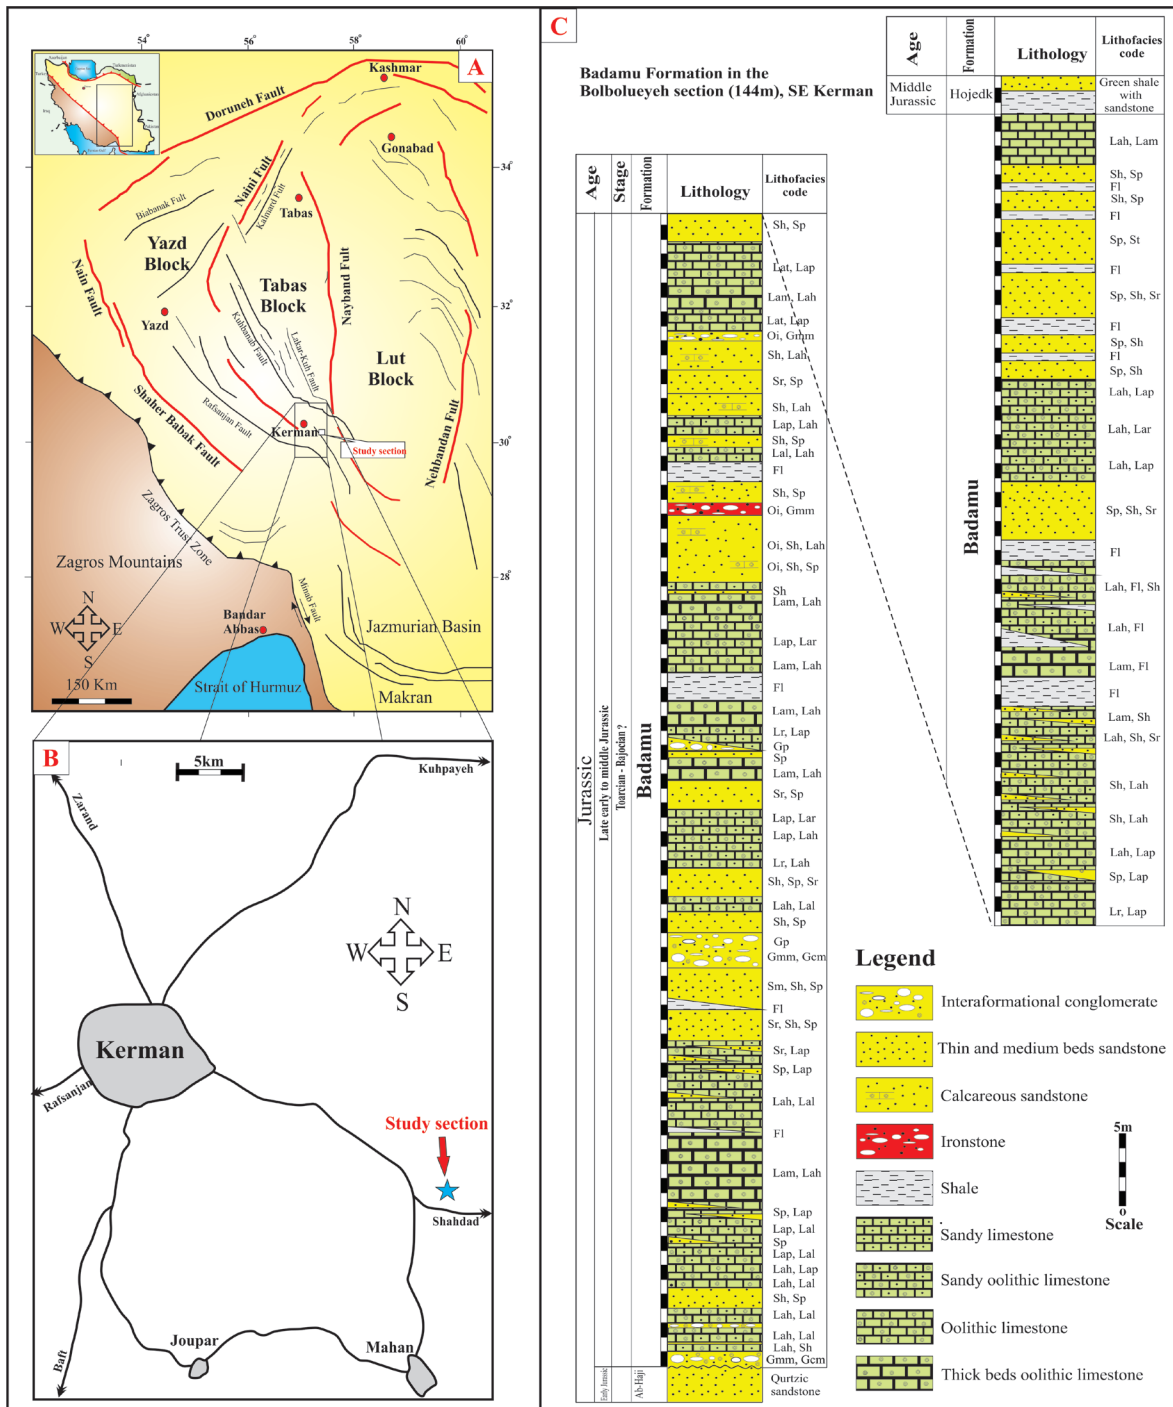 A
54°
56°
58°
60°
34°
32°
30°
28°
Kashmar
Doruneh Fault
Gonabad
Naini Fult
Kalmard Fult
Tabas
Biabanak Fult
Yazd
Block
Nain Fault
Tabas
Block
Nayband Fult
Yazd
Kuhbanab Fault
Lakar-Kuh Fault
Lut
Block
Shaher Babak Fault
Rafsanjan Fault
Kerman
Study section
Nehbandan Fult
Zagros Trust Zone
Zagros Mountains
Minab Fault
Bandar
Abbas
Jazmurian Basin
N
W
E
S
150 Km
Strait of Hurmuz
Makran
B
5km
Kuhpayeh
Zarand
N
W
E
S
Kerman
Rafsanjan
Study section
Shahdad
Joupar
Mahan
Baft
C
Badamu Formation in the
Bolbolueyeh section (144m), SE Kerman
Age
Stage
Formation
Lithology
Lithofacies
code
Sh, Sp
Lat, Lap
Lam, Lah
Lat, Lap
Oi, Gmm
Sh, Lah
Sr, Sp
Sh, Lah
Lap, Lah
Sh, Sp
Lal, Lah
Fl
Sh, Sp
Oi, Gmm
Oi, Sh, Lah
Oi, Sh, Sp
Sh
Lam, Lah
Lap, Lar
Lam, Lah
Fl
Lam, Lah
Lr, Lap
Gp
Sp
Lam, Lah
Sr, Sp
Lap, Lar
Lap, Lah
Lr, Lah
Sh, Sp, Sr
Lah, Lal
Sh, Sp
Gp
Gmm, Gcm
Sm, Sh, Sp
Fl
Sr, Sh, Sp
Sr, Lap
Sp, Lap
Lah, Lal
Fl
Lam, Lah
Sp, Lap
Lap, Lal
Sp
Lap, Lal
Lah, Lap
Lah, Lal
Sh, Sp
Lah, Lal
Lah, Lal
Lah, Sh
Gmm, Gcm
Qurtzic
sandstone
Jurassic
Late early to middle Jurassic
Toarcian - Bajocian ?
Badamu
Early Jurassic
Ab-Haji
Age
Formation
Lithology
Lithofacies
code
Middle
Jurassic
Hojedk
Green shale
with
sandstone
Badamu
Lah, Lam
Sh, Sp
Fl
Sh, Sp
Fl
Sp, St
Fl
Sp, Sh, Sr
Fl
Sp, Sh
Fl
Sp, Sh
Lah, Lap
Lah, Lar
Lah, Lap
Sp, Sh, Sr
Fl
Lah, Fl, Sh
Lah, Fl
Lam, Fl
Fl
Lam, Sh
Lah, Sh, Sr
Sh, Lah
Sh, Lah
Lah, Lap
Sp, Lap
Lr, Lap
Legend
Interaformational conglomerate
Thin and medium beds sandstone
Calcareous sandstone
Ironstone
Shale
Sandy limestone
Sandy oolithic limestone
Oolithic limestone
Thick beds oolithic limestone
5m
o
Scale